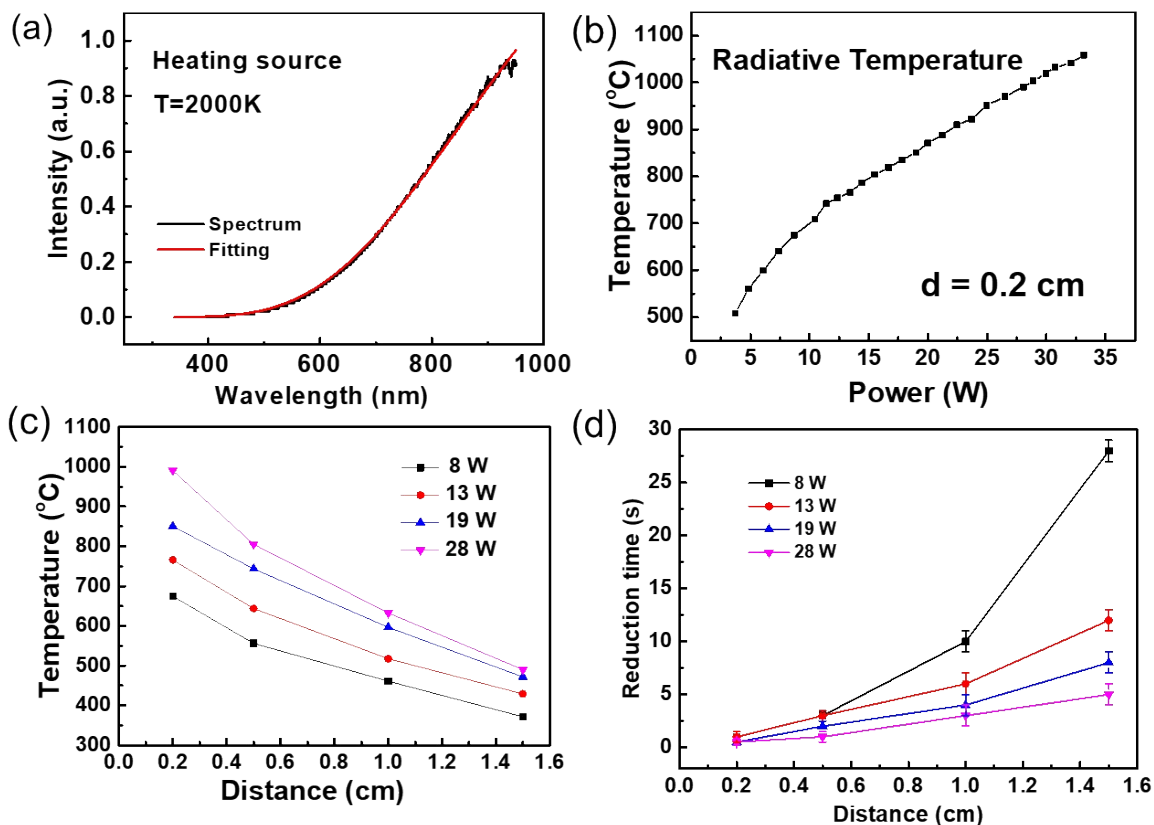 (a)
Heating source
T=2000K
Spectrum
Fitting
Intensity (a.u.)
1.0
0.8
0.6
0.4
0.2
0.0
400 600 800 1000
Wavelength (nm)
(b)
Radiative Temperature
d = 0.2 cm
Temperature (°C)
1100
1000
900
800
700
600
500
0 5 10 15 20 25 30 35
Power (W)
(c)
8 W
13 W
19 W
28 W
Temperature (°C)
1100
1000
900
800
700
600
500
400
300
0.0 0.2 0.4 0.6 0.8 1.0 1.2 1.4 1.6
Distance (cm)
(d)
8 W
13 W
19 W
28 W
Reduction time (s)
30
25
20
15
10
5
0
0.0 0.2 0.4 0.6 0.8 1.0 1.2 1.4 1.6
Distance (cm)